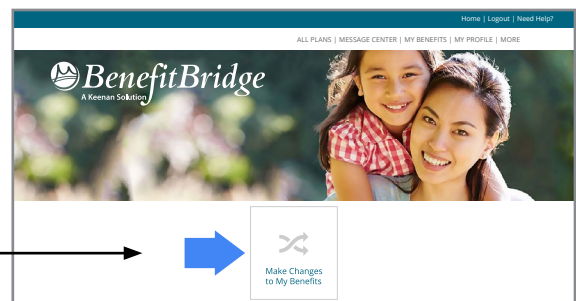 Home | Logout | Need Help?
ALL PLANS | MESSAGE CENTER | MY BENEFITS | MY PROFILE | MORE
BenefitBridge
A Keenan Solution
Make Changes
to My Benefits